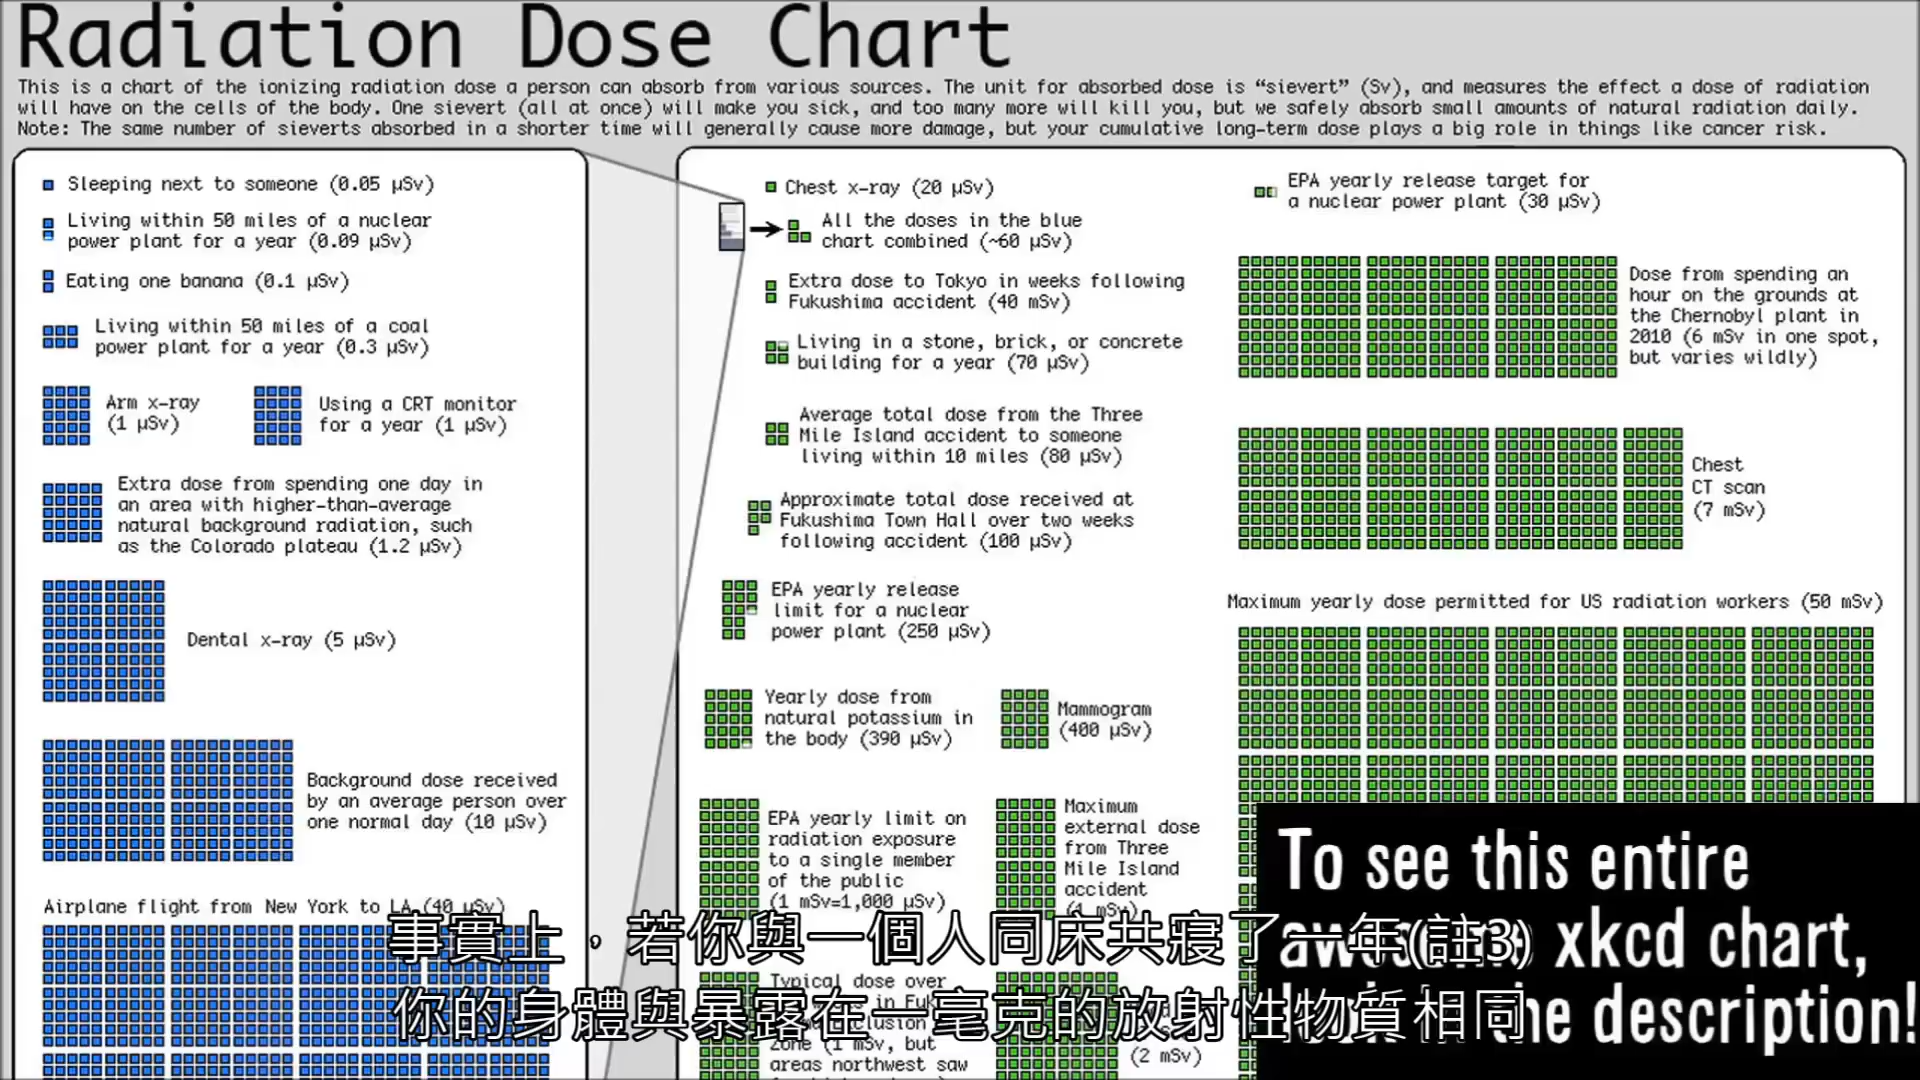 Radiation Dose Chart
This is a chart of the ionizing radiation dose a person can absorb from various sources. The unit for absorbed dose is “sievert” (Sv), and measures the effect a dose of radiation
will have on the cells of the body. One sievert (all at once) will make you sick, and too many more will kill you, but we safely absorb small amounts of natural radiation daily.
Note: The same number of sieverts absorbed in a shorter time will generally cause more damage, but your cumulative long-term dose plays a big role in things like cancer risk.
Sleeping next to someone (0.05 µSv)
Living within 50 miles of a nuclear
power plant for a year (0.09 µSv)
Eating one banana (0.1 µSv)
Living within 50 miles of a coal
power plant for a year (0.3 µSv)
Arm x-ray
(1 µSv)
Using a CRT monitor
for a year (1 µSv)
Extra dose from spending one day in
an area with higher-than-average
natural background radiation, such
as the Colorado plateau (1.2 µSv)
Dental x-ray (5 µSv)
Background dose received
by an average person over
one normal day (10 µSv)
Airplane flight from New York to LA (40 µSv)
Chest x-ray (20 µSv)
All the doses in the blue
chart combined (~60 µSv)
Extra dose to Tokyo in weeks following
Fukushima accident (40 mSv)
Living in a stone, brick, or concrete
building for a year (70 µSv)
Average total dose from the Three
Mile Island accident to someone
living within 10 miles (80 µSv)
Approximate total dose received at
Fukushima Town Hall over two weeks
following accident (100 µSv)
EPA yearly release
limit for a nuclear
power plant (250 µSv)
Yearly dose from
natural potassium in
the body (390 µSv)
Mammogram
(400 µSv)
EPA yearly limit on
radiation exposure
to a single member
of the public
(1 mSv=1,000 µSv)
Maximum
external dose
from Three
Mile Island
accident
(1 mSv)
Typical dose over
in Fuk
zone (1 mSv, but
areas northwest saw
(2 mSv)
EPA yearly release target for
a nuclear power plant (30 µSv)
Dose from spending an
hour on the grounds at
the Chernobyl plant in
2010 (6 mSv in one spot,
but varies wildly)
Chest
CT scan
(7 mSv)
Maximum yearly dose permitted for US radiation workers (50 mSv)
To see this entire
xkcd chart,
the description!
事實上，若你與一個人同床共寢了一年(註3)
你的身體與暴露在一毫克的放射性物質相同